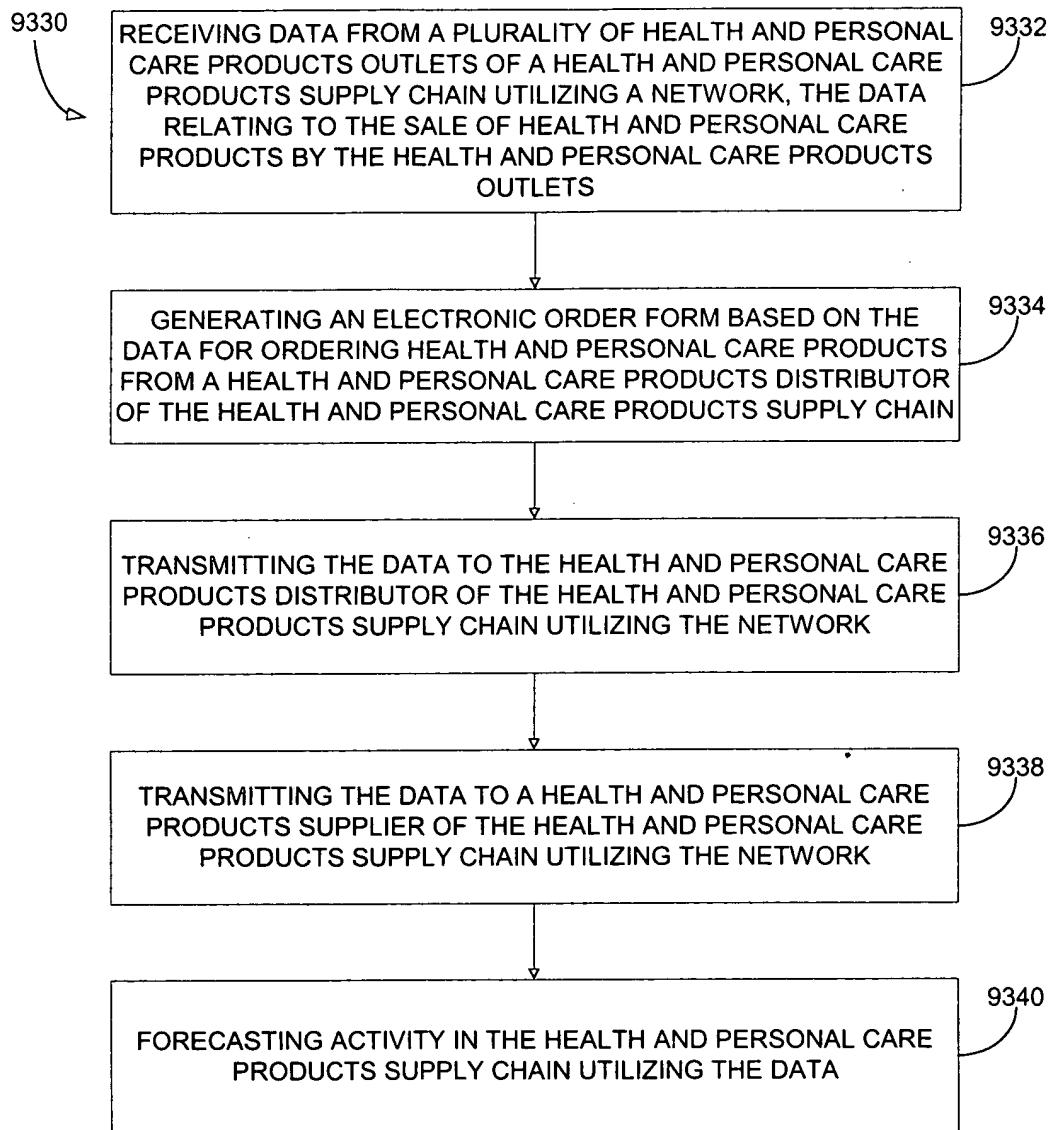 9330
RECEIVING DATA FROM A PLURALITY OF HEALTH AND PERSONAL
CARE PRODUCTS OUTLETS OF A HEALTH AND PERSONAL CARE
PRODUCTS SUPPLY CHAIN UTILIZING A NETWORK, THE DATA
RELATING TO THE SALE OF HEALTH AND PERSONAL CARE
PRODUCTS BY THE HEALTH AND PERSONAL CARE PRODUCTS
OUTLETS
9332
GENERATING AN ELECTRONIC ORDER FORM BASED ON THE
DATA FOR ORDERING HEALTH AND PERSONAL CARE PRODUCTS
FROM A HEALTH AND PERSONAL CARE PRODUCTS DISTRIBUTOR
OF THE HEALTH AND PERSONAL CARE PRODUCTS SUPPLY CHAIN
9334
TRANSMITTING THE DATA TO THE HEALTH AND PERSONAL CARE
PRODUCTS DISTRIBUTOR OF THE HEALTH AND PERSONAL CARE
PRODUCTS SUPPLY CHAIN UTILIZING THE NETWORK
9336
TRANSMITTING THE DATA TO A HEALTH AND PERSONAL CARE
PRODUCTS SUPPLIER OF THE HEALTH AND PERSONAL CARE
PRODUCTS SUPPLY CHAIN UTILIZING THE NETWORK
9338
FORECASTING ACTIVITY IN THE HEALTH AND PERSONAL CARE
PRODUCTS SUPPLY CHAIN UTILIZING THE DATA
9340